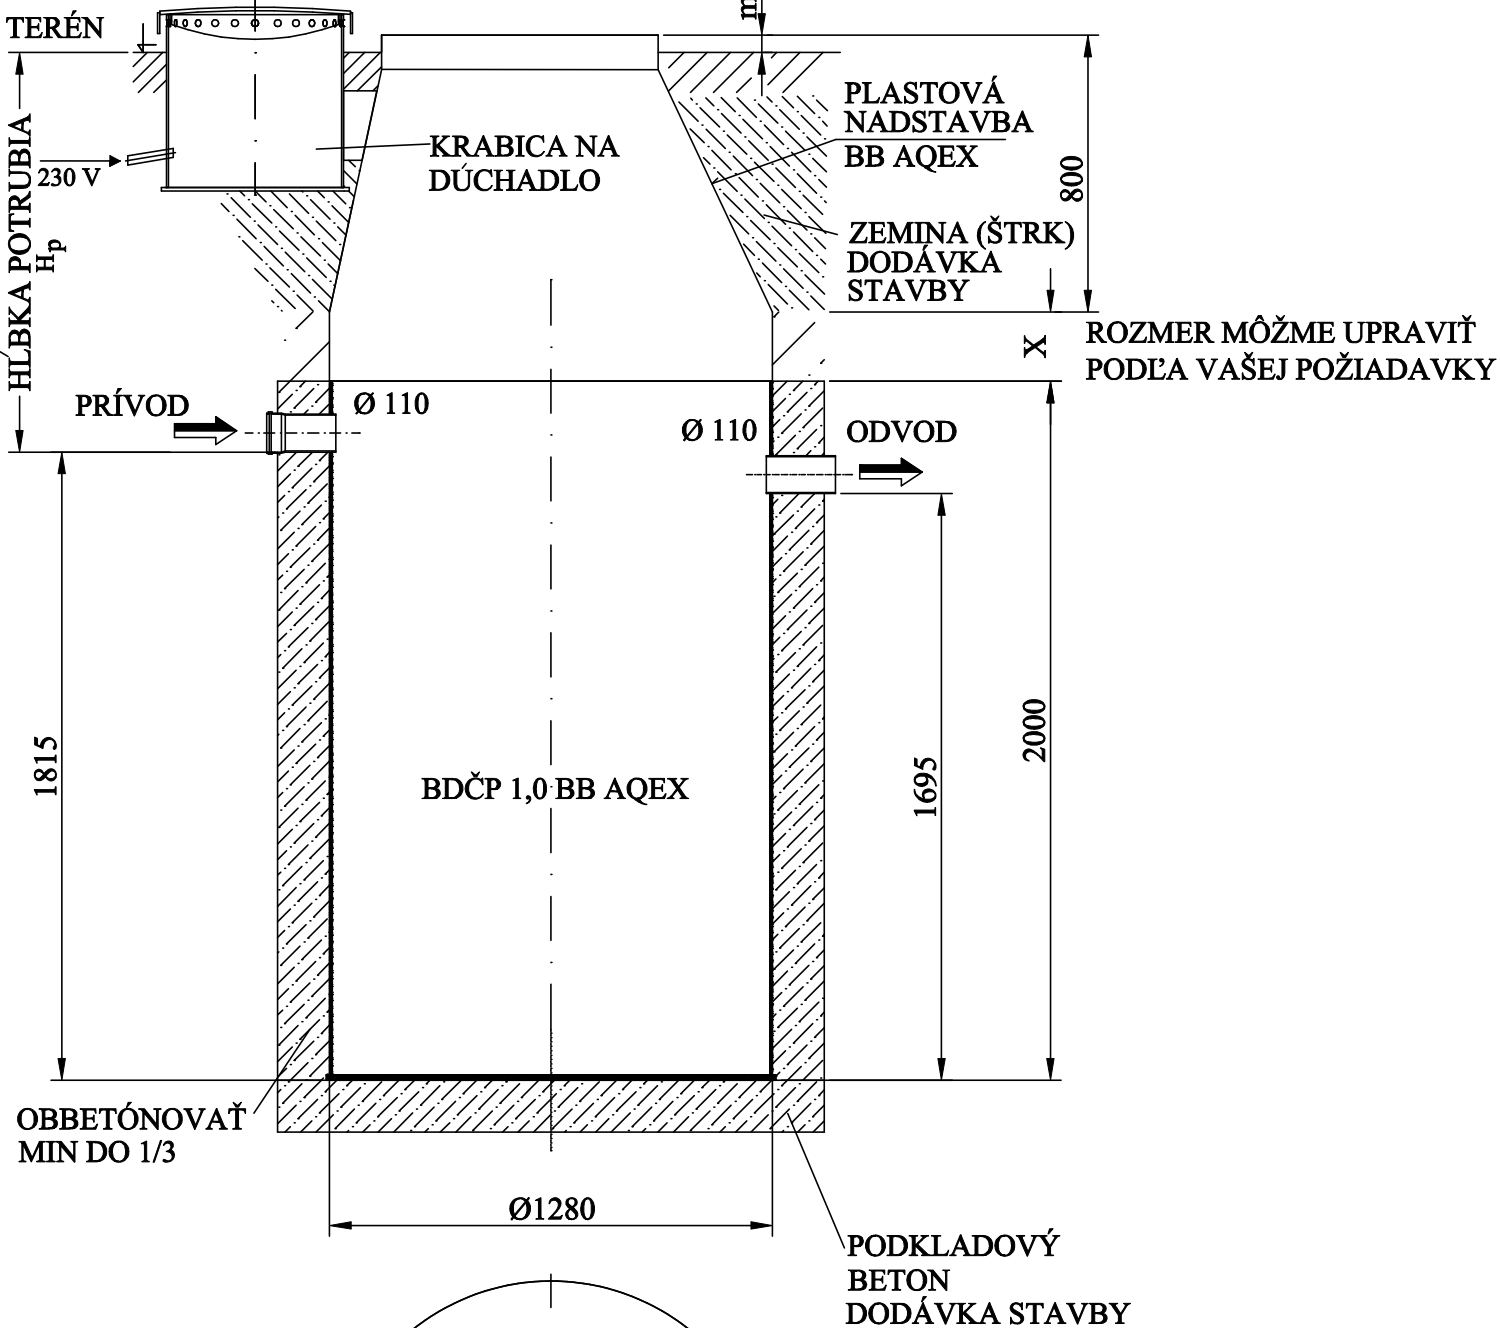 TERÉN
m
HĹBKA POTRUBIA
Hp
230 V
KRABICA NA
DÚCHADLO
PLASTOVÁ
NADSTAVBA
BB AQEX
800
ZEMINA (ŠTRK)
DODÁVKA
STAVBY
X
ROZMER MÔŽME UPRAVIŤ
PODĽA VAŠEJ POŽIADAVKY
PRÍVOD
Ø 110
Ø 110
ODVOD
1815
BDČP 1,0 BB AQEX
1695
2000
OBBETÓNOVAŤ
MIN DO 1/3
Ø1280
PODKLADOVÝ
BETON
DODÁVKA STAVBY